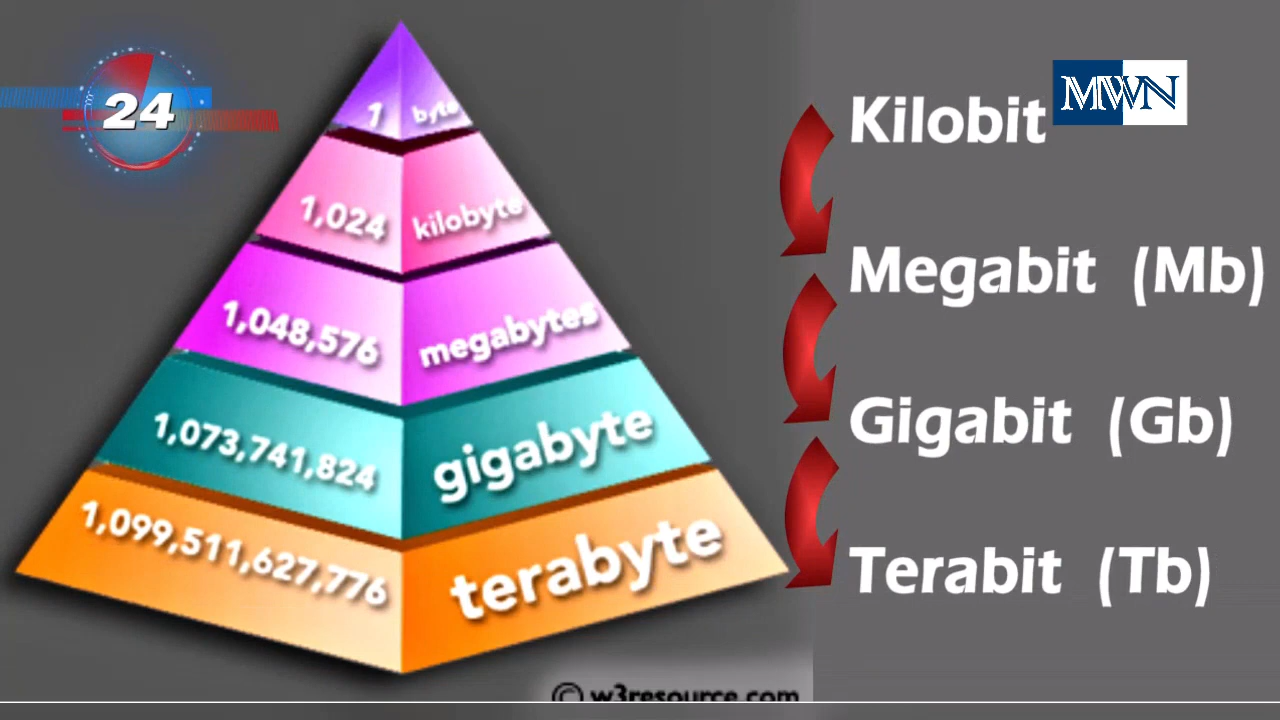 24
MWN
1 byte
1,024 kilobyte
1,048,576 megabytes
1,073,741,824 gigabyte
1,099,511,627,776 terabyte
© w3resource.com
Kilobit
Megabit (Mb)
Gigabit (Gb)
Terabit (Tb)